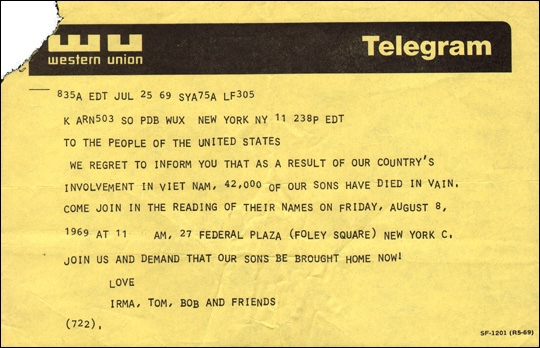 wu
western union
Telegram
835A EDT JUL 25 69 SYA75A LF305
K ARN503 SO PDB WUX NEW YORK NY 11 238P EDT
TO THE PEOPLE OF THE UNITED STATES
WE REGRET TO INFORM YOU THAT AS A RESULT OF OUR COUNTRY'S
INVOLVEMENT IN VIET NAM, 42,000 OF OUR SONS HAVE DIED IN VAIN.
COME JOIN IN THE READING OF THEIR NAMES ON FRIDAY, AUGUST 8,
1969 AT 11 AM, 27 FEDERAL PLAZA (FOLEY SQUARE) NEW YORK C.
JOIN US AND DEMAND THAT OUR SONS BE BROUGHT HOME NOW!
LOVE
IRMA, TOM, BOB AND FRIENDS
(722).
SF-1201 (R5-69)